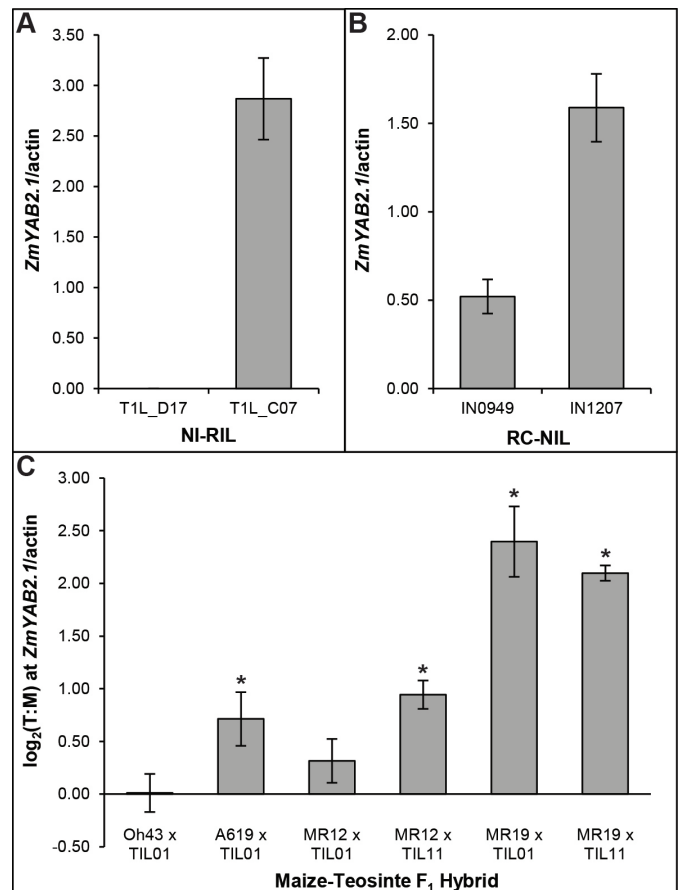 A
3.50
3.00
2.50
2.00
1.50
1.00
0.50
0.00
ZmYAB2.1/actin
T1L_D17 T1L_C07
NI-RIL
B
2.00
1.50
1.00
0.50
0.00
ZmYAB2.1/actin
IN0949 IN1207
RC-NIL
C
3.00
2.50
2.00
1.50
1.00
0.50
0.00
-0.50
log₂(T:M) at ZmYAB2.1/actin
* * * *
Oh43 x A619 x MR12 x MR12 x MR19 x MR19 x
TIL01 TIL01 TIL01 TIL11 TIL01 TIL11
Maize-Teosinte F₁ Hybrid